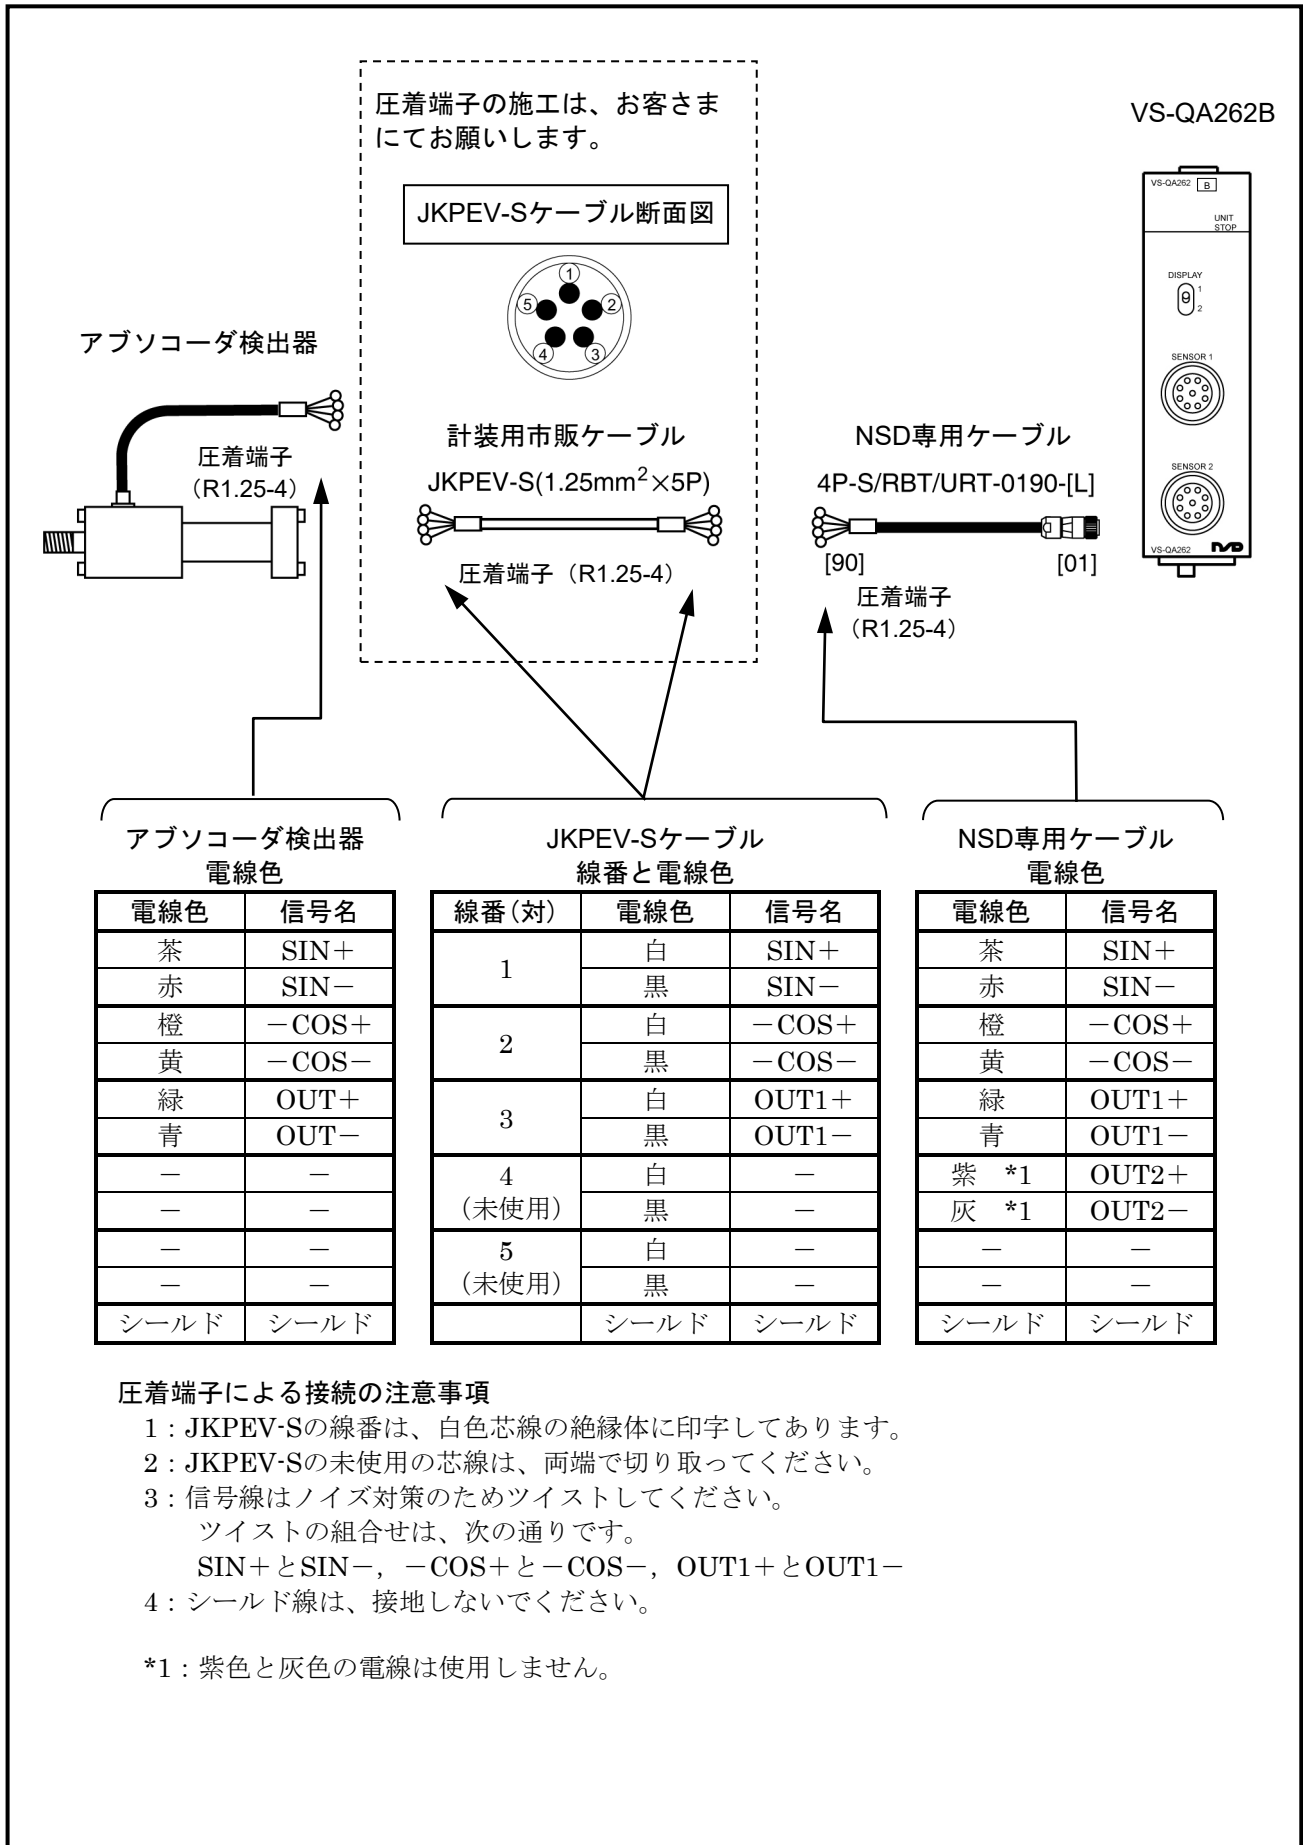 圧着端子の施工は、お客さま
にてお願いします。
JKPEV-Sケーブル断面図
1
5
2
4
3
VS-QA262B
VS-QA262 B
UNIT
STOP
DISPLAY
1
2
SENSOR 1
SENSOR 2
VS-QA262 NSD
アブソコーダ検出器
圧着端子
（R1.25-4）
計装用市販ケーブル
JKPEV-S(1.25mm²×5P)
圧着端子（R1.25-4）
NSD専用ケーブル
4P-S/RBT/URT-0190-[L]
[90] [01]
圧着端子
（R1.25-4）
アブソコーダ検出器
電線色
電線色 信号名
茶 SIN＋
赤 SIN－
橙 －COS＋
黄 －COS－
緑 OUT＋
青 OUT－
－ －
－ －
－ －
－ －
シールド シールド
JKPEV-Sケーブル
線番と電線色
線番（対） 電線色 信号名
1 白 SIN＋
黒 SIN－
2 白 －COS＋
黒 －COS－
3 白 OUT1＋
黒 OUT1－
4 白 －
（未使用） 黒 －
5 白 －
（未使用） 黒 －
シールド シールド
NSD専用ケーブル
電線色
電線色 信号名
茶 SIN＋
赤 SIN－
橙 －COS＋
黄 －COS－
緑 OUT1＋
青 OUT1－
紫 *1 OUT2＋
灰 *1 OUT2－
－ －
－ －
シールド シールド
圧着端子による接続の注意事項
1：JKPEV-Sの線番は、白色芯線の絶縁体に印字してあります。
2：JKPEV-Sの未使用の芯線は、両端で切り取ってください。
3：信号線はノイズ対策のためツイストしてください。
ツイストの組合せは、次の通りです。
SIN＋とSIN－，－COS＋と－COS－，OUT1＋とOUT1－
4：シールド線は、接地しないでください。
*1：紫色と灰色の電線は使用しません。